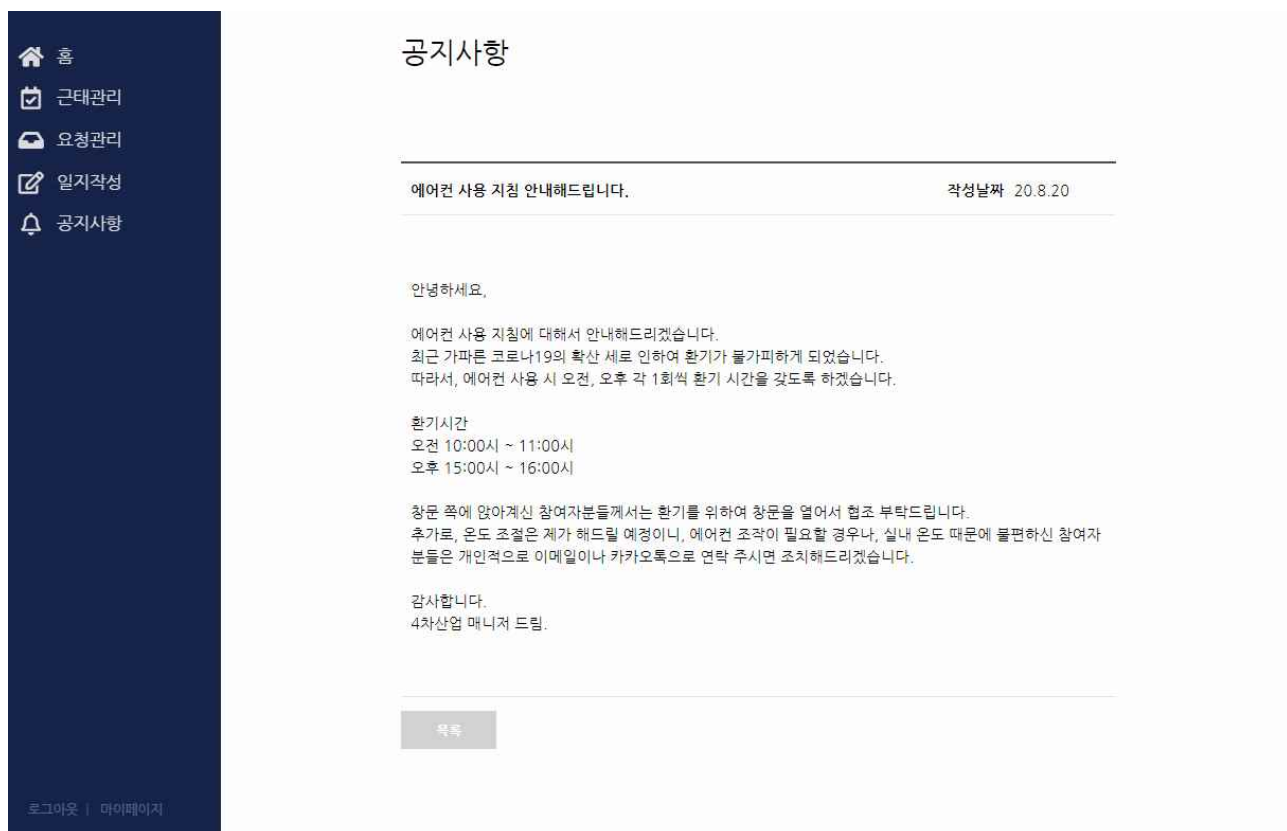 홈
근태관리
요청관리
일지작성
공지사항
로그아웃 | 마이페이지
공지사항
에어컨 사용 지침 안내해드립니다.
작성날짜 20.8.20
안녕하세요,
에어컨 사용 지침에 대해서 안내해드리겠습니다.
최근 가파른 코로나19의 확산 세로 인하여 환기가 불가피하게 되었습니다.
따라서, 에어컨 사용 시 오전, 오후 각 1회씩 환기 시간을 갖도록 하겠습니다.
환기시간
오전 10:00시 ~ 11:00시
오후 15:00시 ~ 16:00시
창문 쪽에 앉아계신 참여자분들께서는 환기를 위하여 창문을 열어서 협조 부탁드립니다.
추가로, 온도 조절은 제가 해드릴 예정이니, 에어컨 조작이 필요할 경우나, 실내 온도 때문에 불편하신 참여자
분들은 개인적으로 이메일이나 카카오톡으로 연락 주시면 조치해드리겠습니다.
감사합니다.
4차산업 매니저 드림.
목록